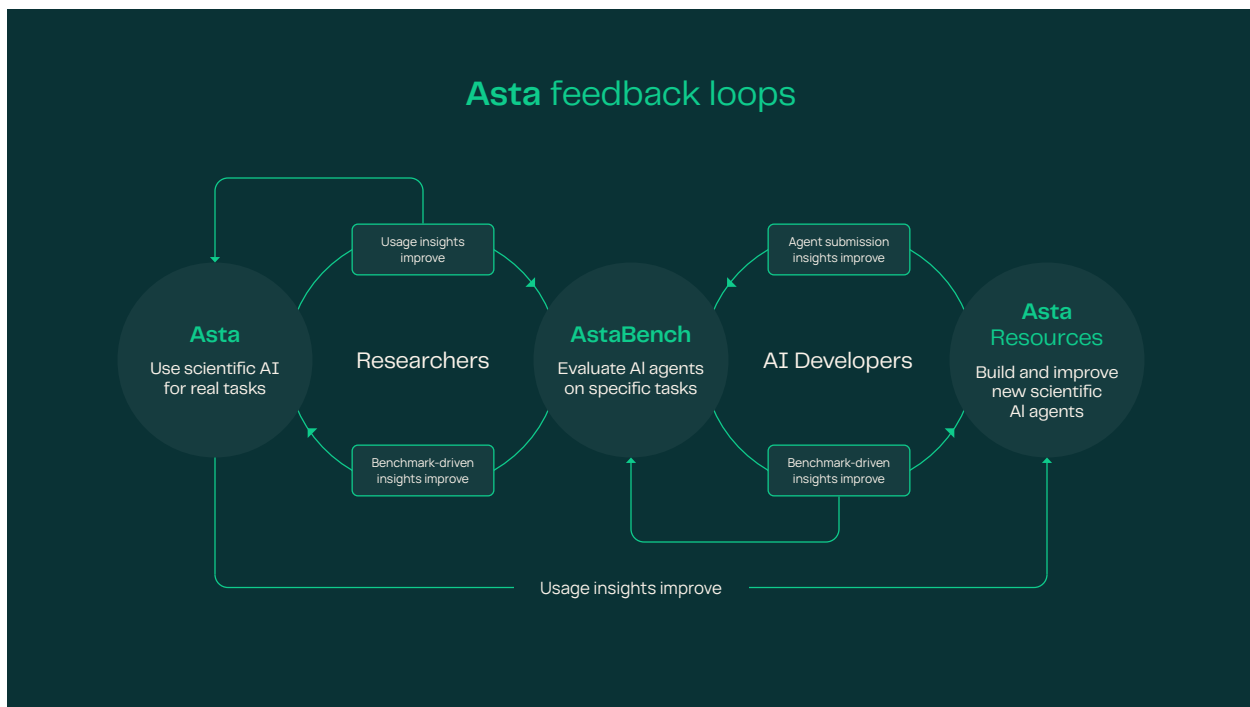 Asta feedback loops
Usage insights
improve
Agent submission
insights improve
Asta
Use scientific AI
for real tasks
Researchers
AstaBench
Evaluate AI agents
on specific tasks
AI Developers
Asta
Resources
Build and improve
new scientific
AI agents
Benchmark-driven
insights improve
Benchmark-driven
insights improve
Usage insights improve